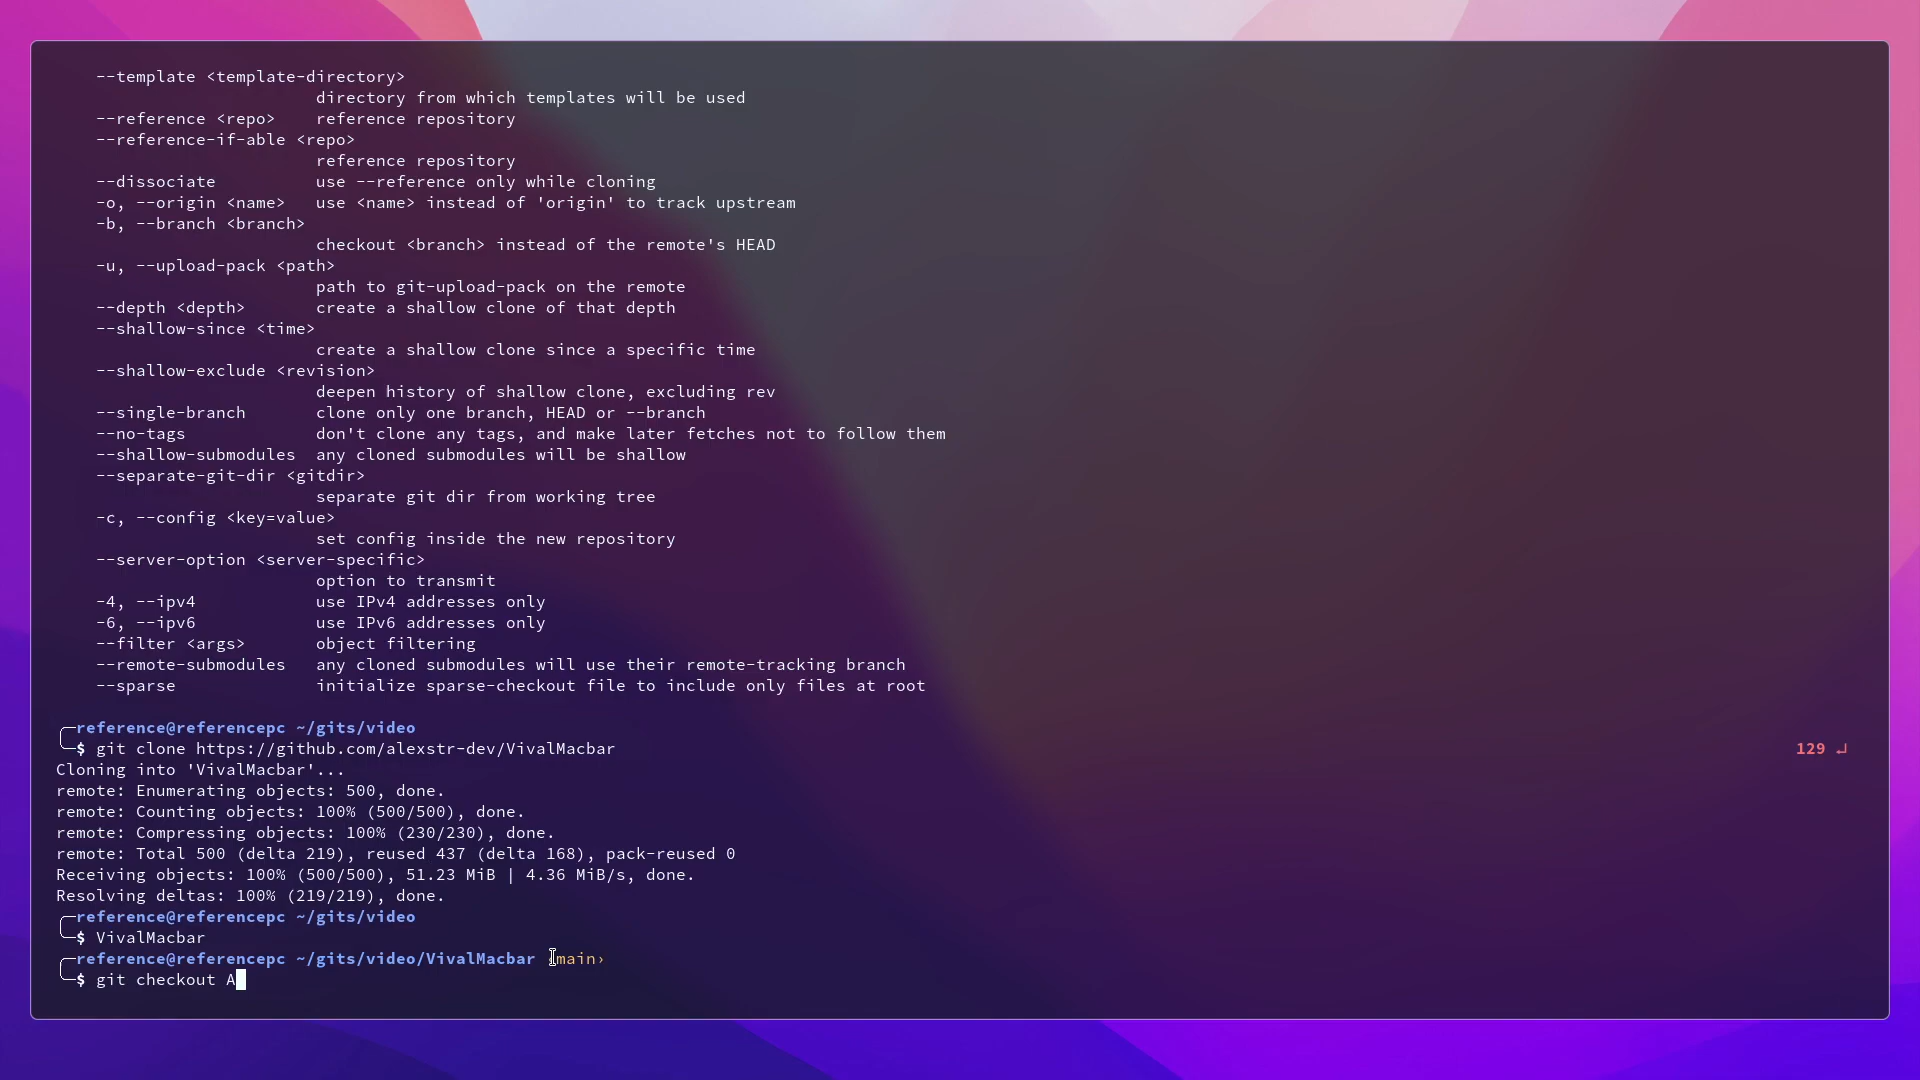 --template <template-directory>
directory from which templates will be used
--reference <repo> reference repository
--reference-if-able <repo>
reference repository
--dissociate use --reference only while cloning
-o, --origin <name> use <name> instead of 'origin' to track upstream
-b, --branch <branch>
checkout <branch> instead of the remote's HEAD
-u, --upload-pack <path>
path to git-upload-pack on the remote
--depth <depth> create a shallow clone of that depth
--shallow-since <time>
create a shallow clone since a specific time
--shallow-exclude <revision>
deepen history of shallow clone, excluding rev
--single-branch clone only one branch, HEAD or --branch
--no-tags don't clone any tags, and make later fetches not to follow them
--shallow-submodules any cloned submodules will be shallow
--separate-git-dir <gitdir>
separate git dir from working tree
-c, --config <key=value>
set config inside the new repository
--server-option <server-specific>
option to transmit
-4, --ipv4 use IPv4 addresses only
-6, --ipv6 use IPv6 addresses only
--filter <args> object filtering
--remote-submodules any cloned submodules will use their remote-tracking branch
--sparse initialize sparse-checkout file to include only files at root
╭─reference@referencepc ~/gits/video
╰─$ git clone https://github.com/alexstr-dev/VivalMacbar 129 ↵
Cloning into 'VivalMacbar'...
remote: Enumerating objects: 500, done.
remote: Counting objects: 100% (500/500), done.
remote: Compressing objects: 100% (230/230), done.
remote: Total 500 (delta 219), reused 437 (delta 168), pack-reused 0
Receiving objects: 100% (500/500), 51.23 MiB | 4.36 MiB/s, done.
Resolving deltas: 100% (219/219), done.
╭─reference@referencepc ~/gits/video
╰─$ VivalMacbar
╭─reference@referencepc ~/gits/video/VivalMacbar ‹main›
╰─$ git checkout A